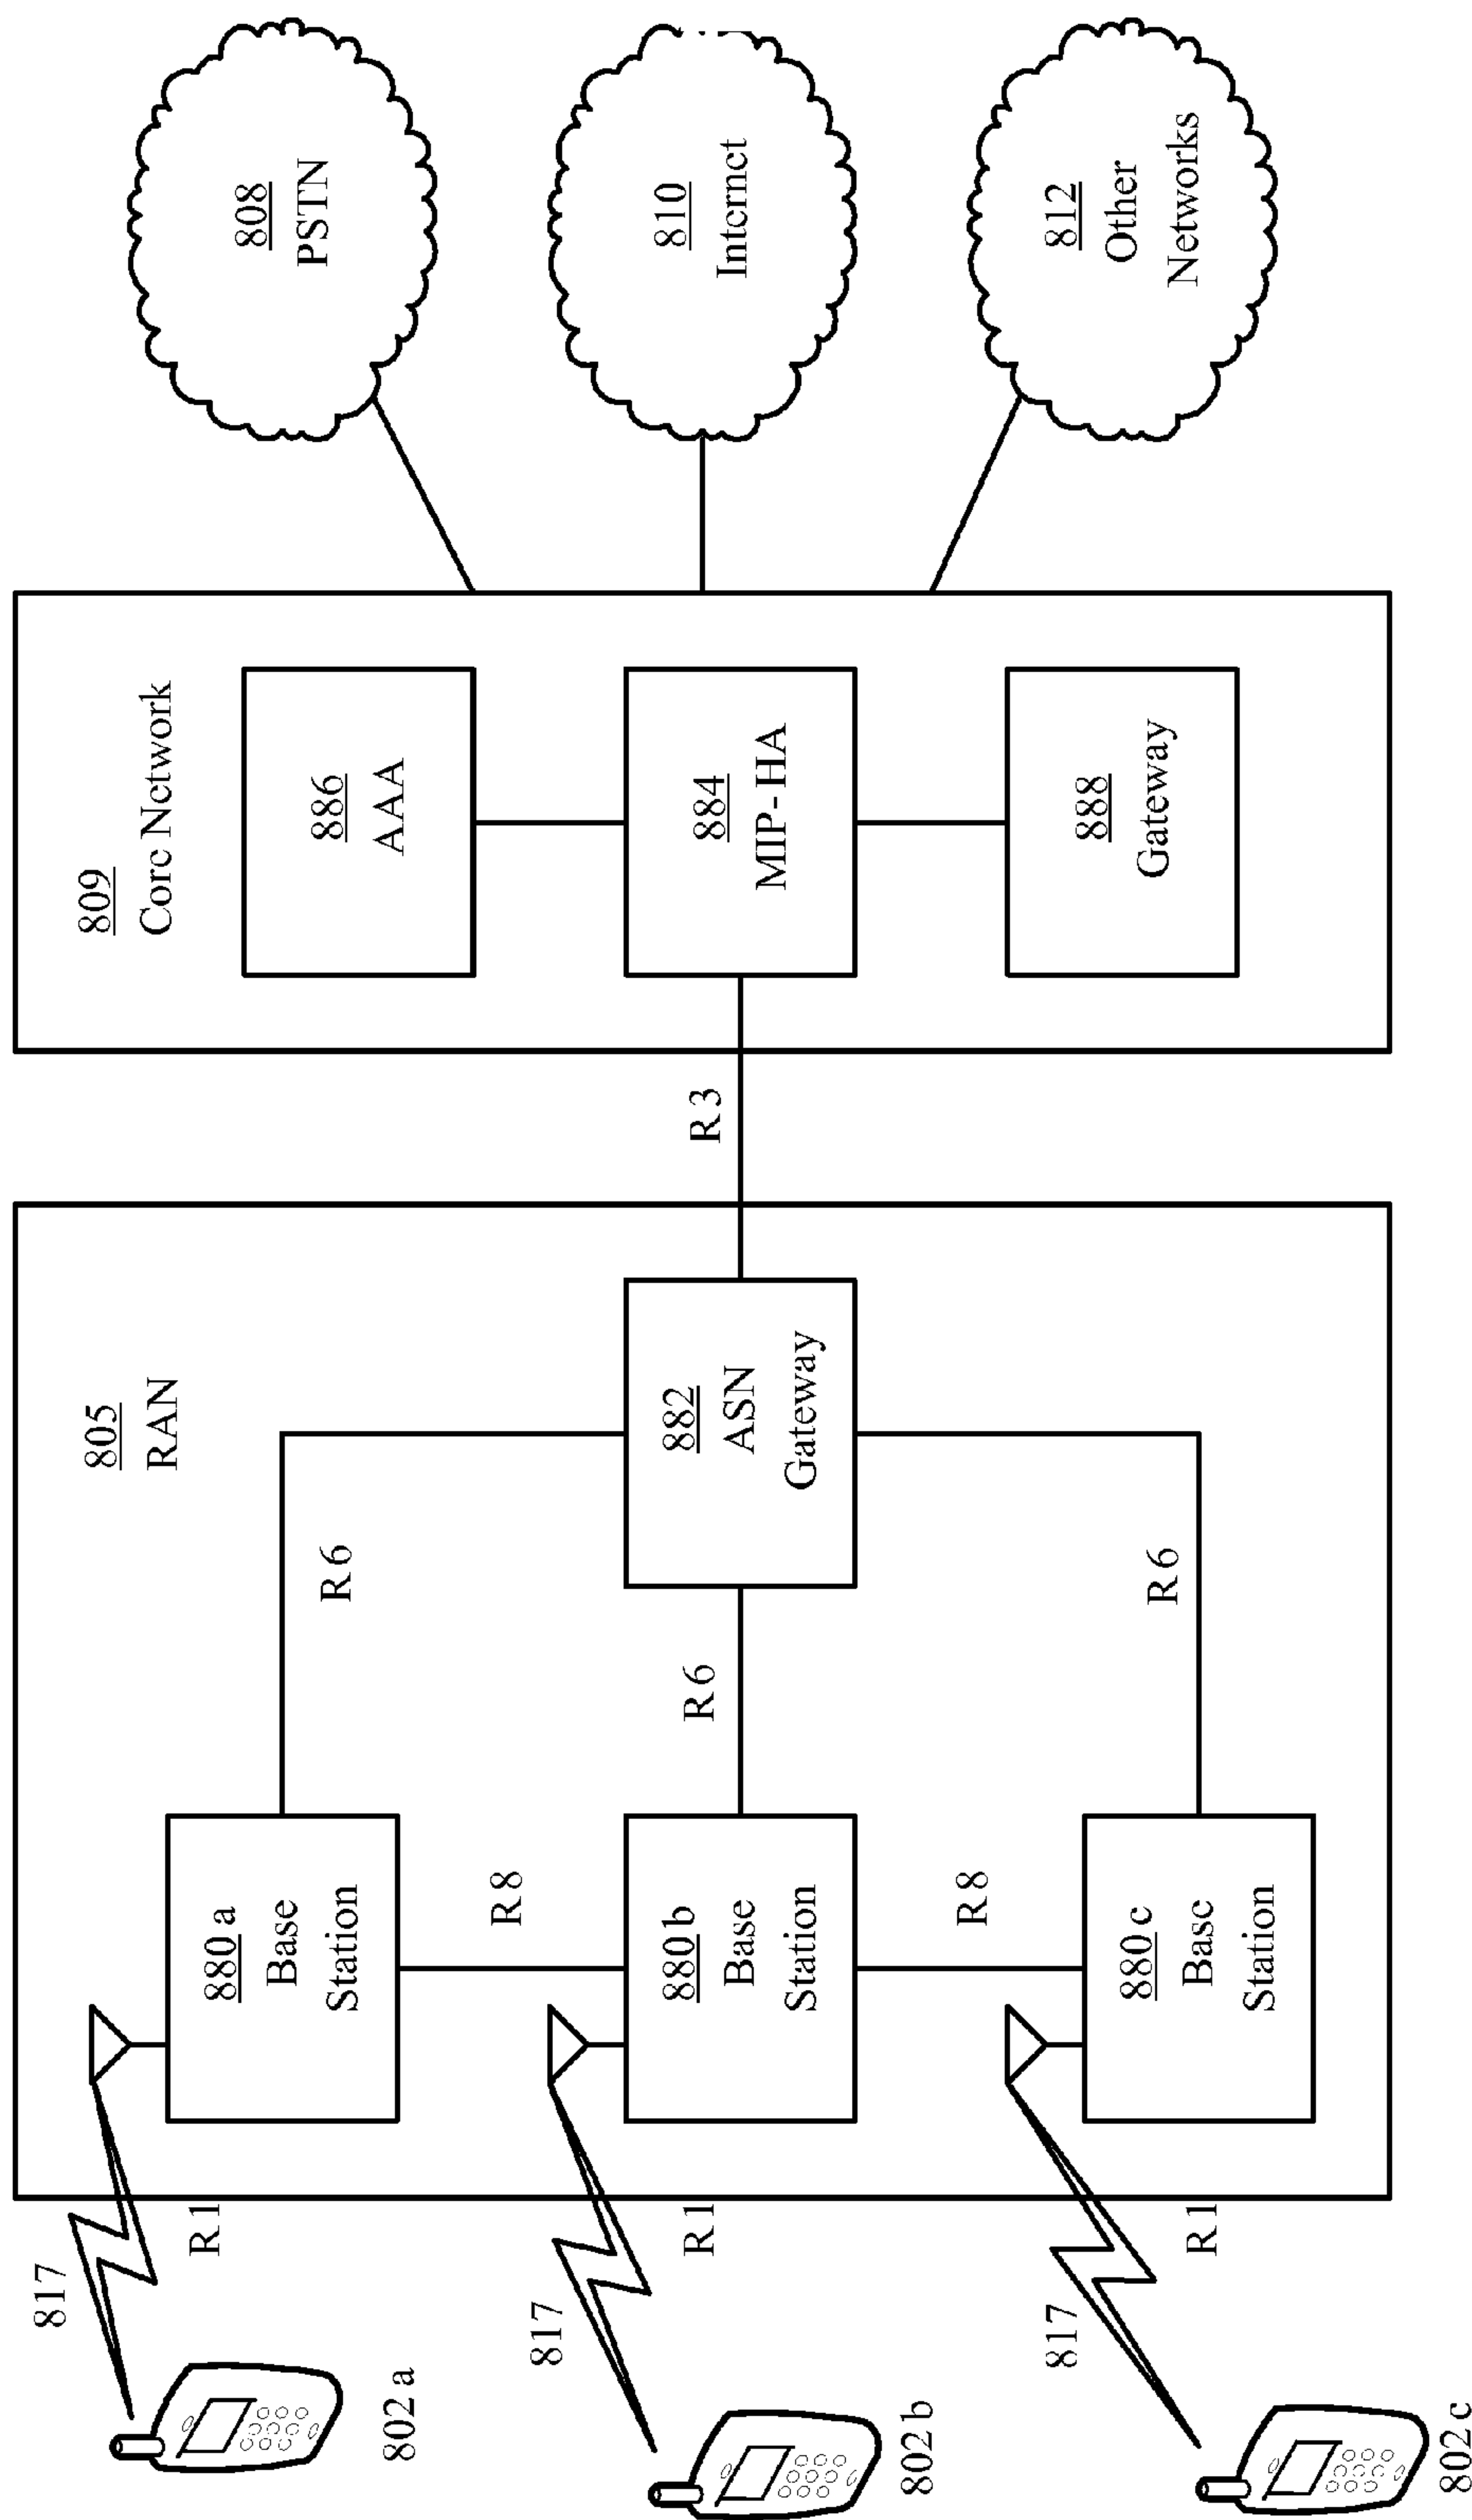 817
R1
802a
817
R1
802b
817
R1
802c
805
RAN
880a
Base
Station
R8
880b
Base
Station
R8
880c
Base
Station
R6
R6
R6
882
ASN
Gateway
R3
809
Core Network
886
AAA
884
MIP-HA
888
Gateway
808
PSTN
810
Internet
812
Other
Networks